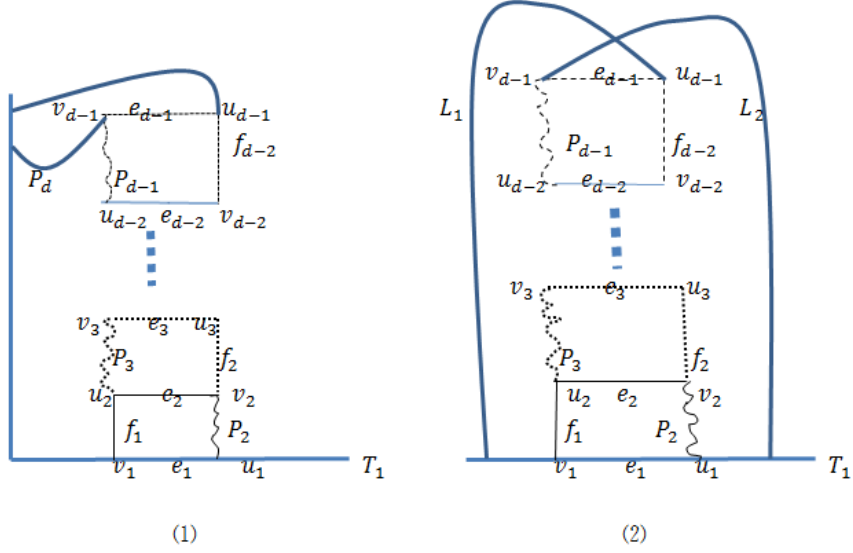 v_{d-1} e_{d-1} u_{d-1}
P_d P_{d-1} f_{d-2}
u_{d-2} e_{d-2} v_{d-2}
v_3 e_3 u_3
P_3 f_2
u_2 e_2 v_2
f_1 P_2
v_1 e_1 u_1 T_1
(1)
v_{d-1} e_{d-1} u_{d-1}
L_1 P_{d-1} f_{d-2} L_2
u_{d-2} e_{d-2} v_{d-2}
v_3 e_3 u_3
P_3 f_2
u_2 e_2 v_2
f_1 P_2
v_1 e_1 u_1 T_1
(2)